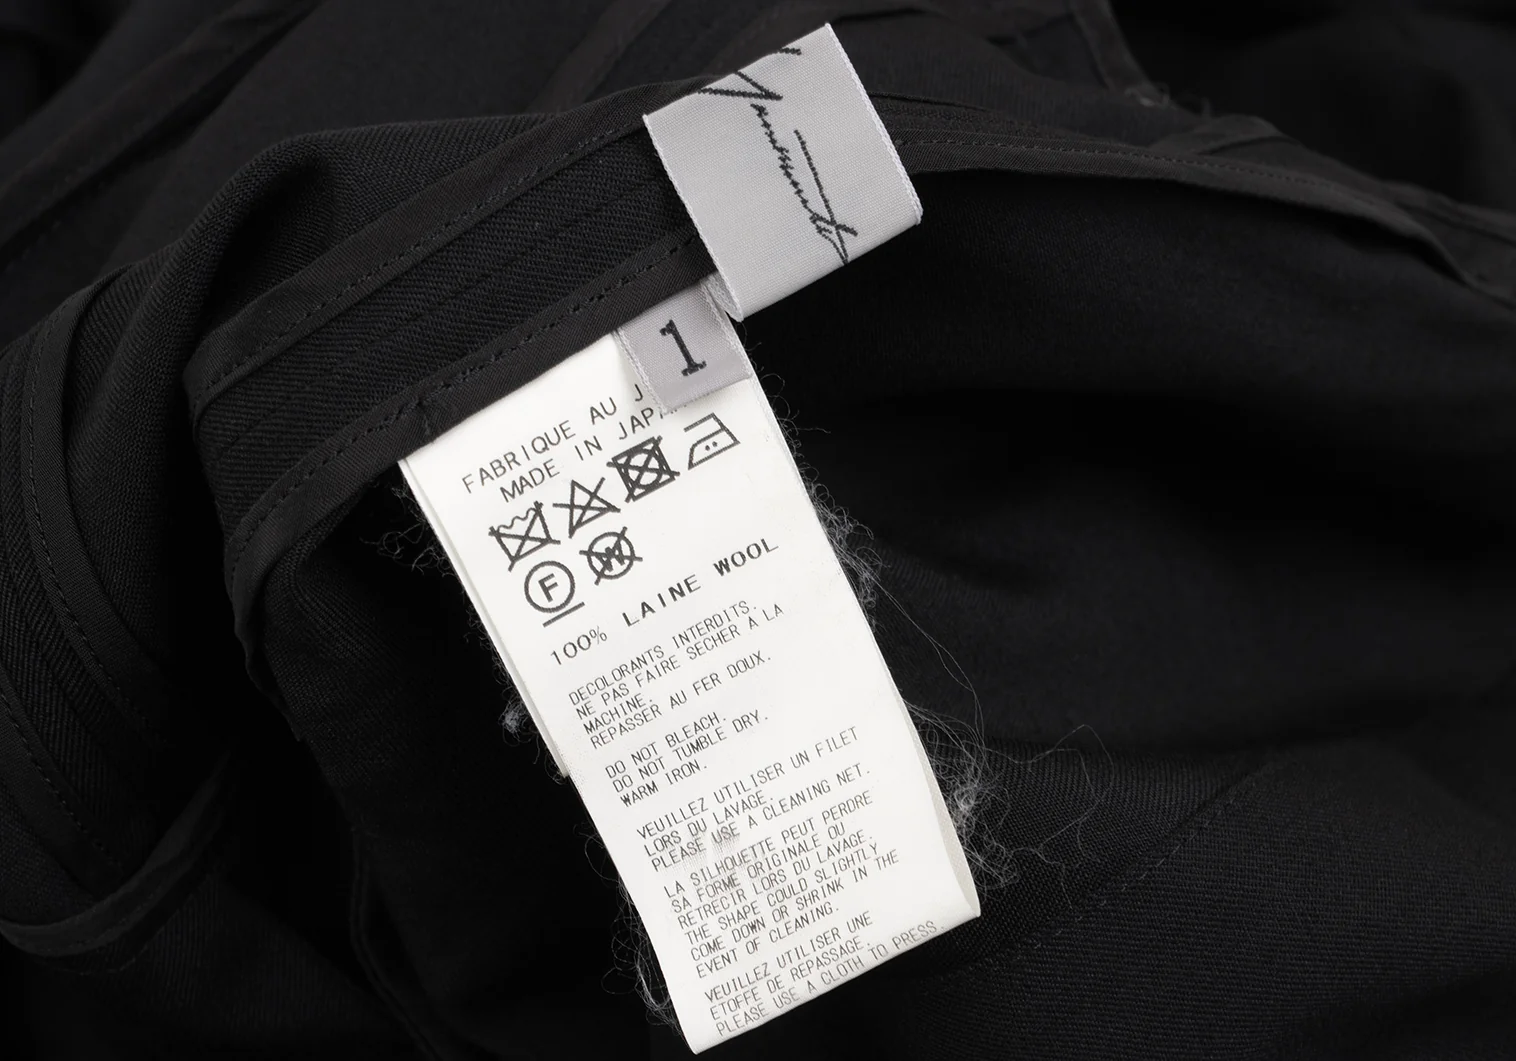 1
FABRIQUE AU
MADE IN
F
W
100% LAINE WOOL
DECOLORANTS INTERDITS.
NE PAS FAIRE SECHER À LA
MACHINE.
REPASSER AU FER DOUX.
DO NOT BLEACH.
DO NOT TUMBLE DRY.
WARM IRON.
VEUILLEZ UTILISER UN FILET
LORS DU LAVAGE.
PLEASE USE A CLEANING NET.
LA SILHOUETTE PEUT PERDRE
SA FORME ORIGINALE OU
RETRECIR LORS DU LAVAGE.
THE SHAPE COULD SLIGHTLY
COME DOWN OR SHRINK IN THE
EVENT OF CLEANING.
VEUILLEZ UTILISER UNE
ETOFFE DE REPASSAGE.
PLEASE USE A CLOTH TO PRESS.